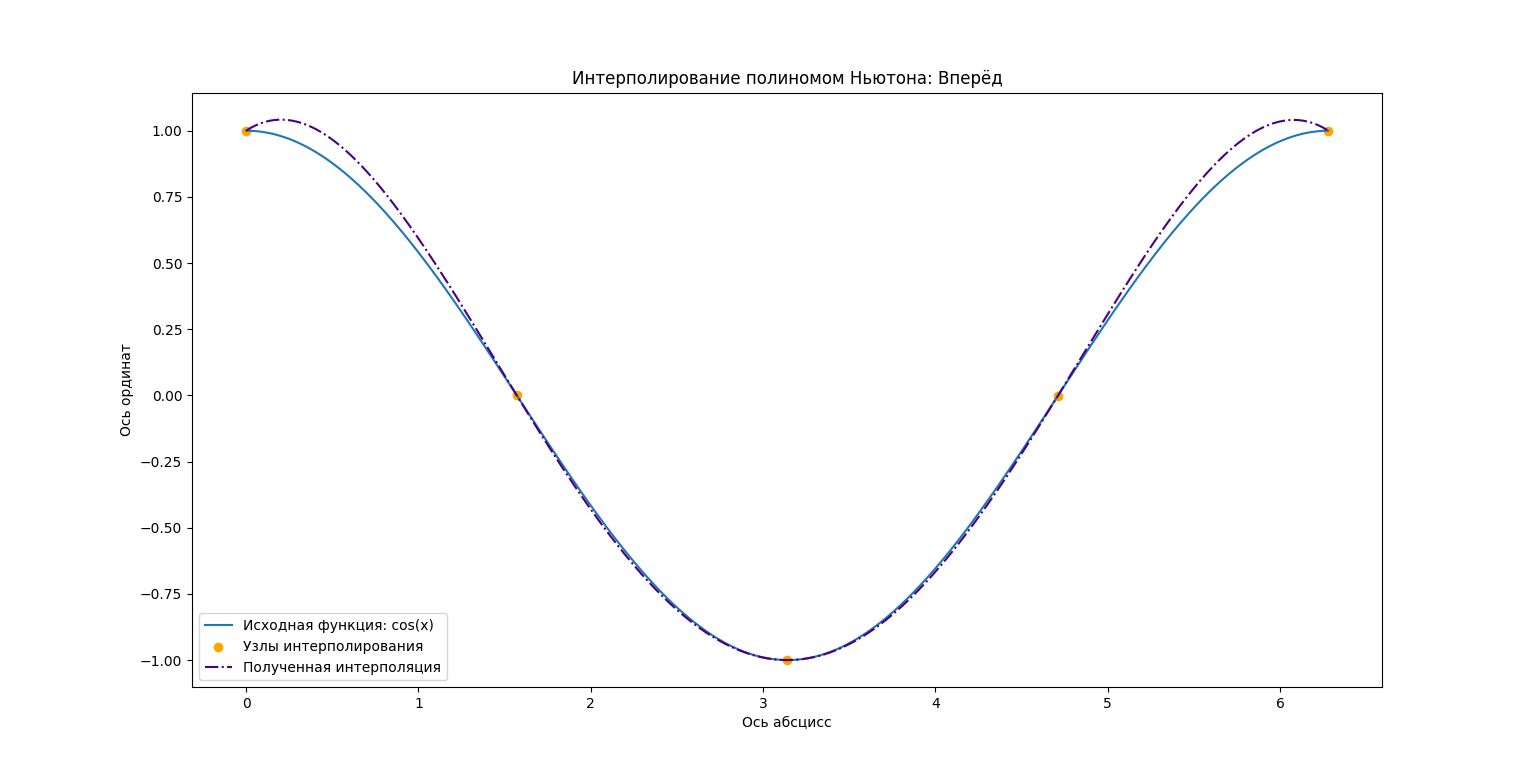 Интерполирование полиномом Ньютона: Вперёд
1.00
0.75
0.50
0.25
0.00
−0.25
−0.50
−0.75
−1.00
Ось ординат
Исходная функция: cos(x)
Узлы интерполирования
Полученная интерполяция
0 1 2 3 4 5 6
Ось абсцисс